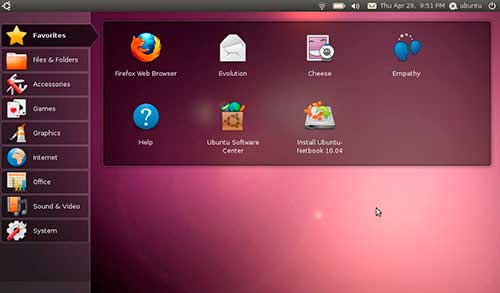 Thu Apr 29, 9:51 PM ubuntu
Favorites
Files & Folders
Accessories
Games
Graphics
Internet
Office
Sound & Video
System
Firefox Web Browser
Evolution
Cheese
Empathy
Help
Ubuntu Software
Center
Install Ubuntu-
Netbook 10.04